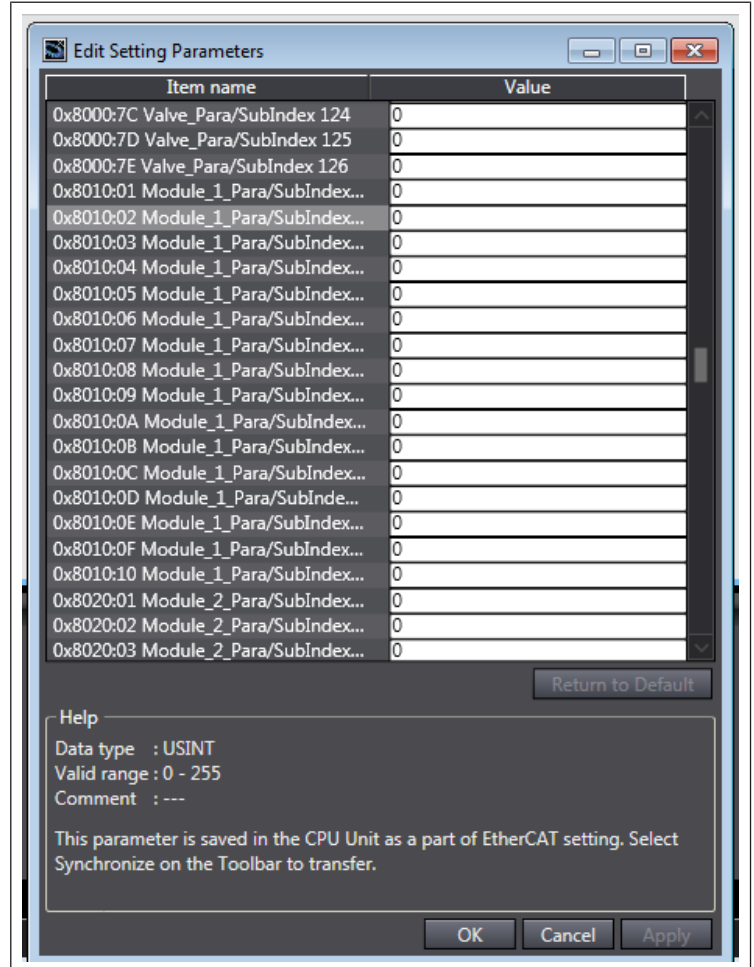 Edit Setting Parameters
Item name Value
0x8000:7C Valve_Para/SubIndex 124 0
0x8000:7D Valve_Para/SubIndex 125 0
0x8000:7E Valve_Para/SubIndex 126 0
0x8010:01 Module_1_Para/SubIndex... 0
0x8010:02 Module_1_Para/SubIndex... 0
0x8010:03 Module_1_Para/SubIndex... 0
0x8010:04 Module_1_Para/SubIndex... 0
0x8010:05 Module_1_Para/SubIndex... 0
0x8010:06 Module_1_Para/SubIndex... 0
0x8010:07 Module_1_Para/SubIndex... 0
0x8010:08 Module_1_Para/SubIndex... 0
0x8010:09 Module_1_Para/SubIndex... 0
0x8010:0A Module_1_Para/SubIndex... 0
0x8010:0B Module_1_Para/SubIndex... 0
0x8010:0C Module_1_Para/SubIndex... 0
0x8010:0D Module_1_Para/SubInde... 0
0x8010:0E Module_1_Para/SubIndex... 0
0x8010:0F Module_1_Para/SubIndex... 0
0x8010:10 Module_1_Para/SubIndex... 0
0x8020:01 Module_2_Para/SubIndex... 0
0x8020:02 Module_2_Para/SubIndex... 0
0x8020:03 Module_2_Para/SubIndex... 0
Return to Default
Help
Data type : USINT
Valid range : 0 - 255
Comment : ---
This parameter is saved in the CPU Unit as a part of EtherCAT setting. Select
Synchronize on the Toolbar to transfer.
OK Cancel Apply